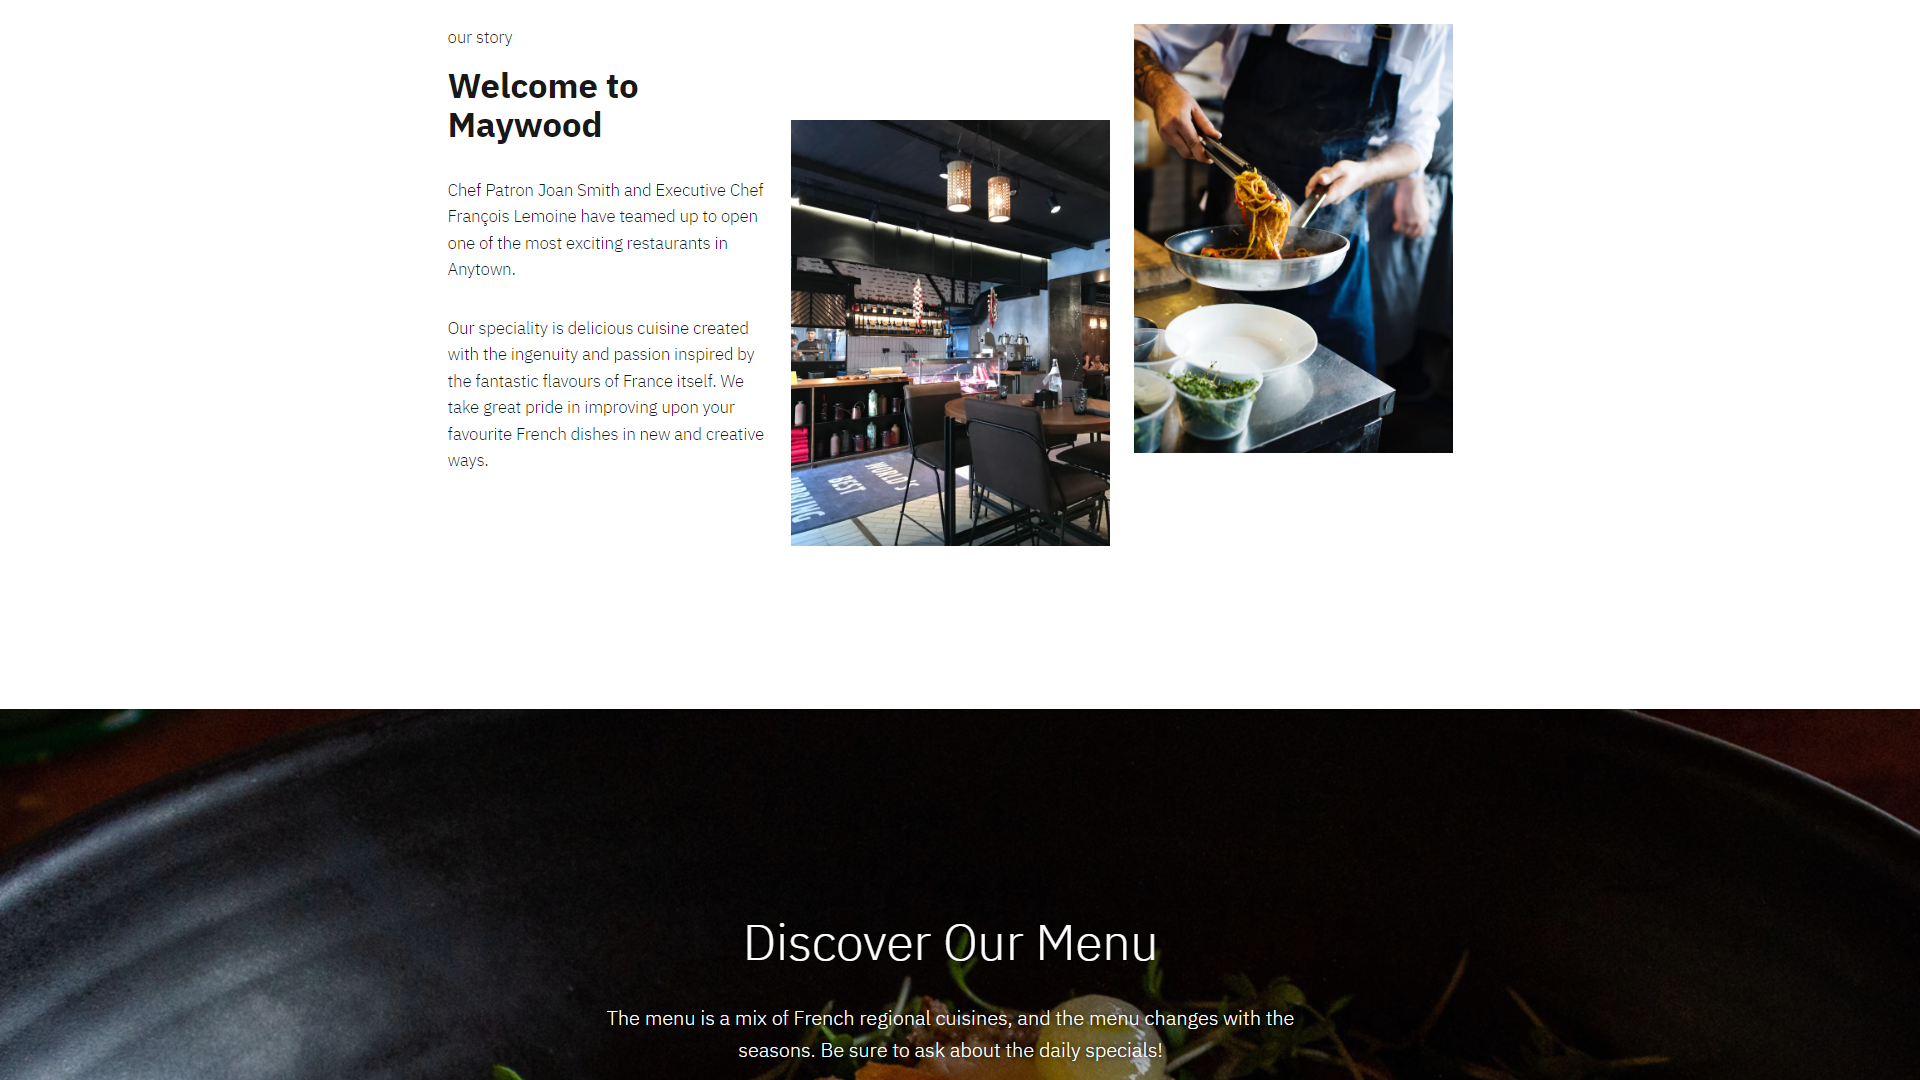 our story
Welcome to
Maywood
Chef Patron Joan Smith and Executive Chef
François Lemoine have teamed up to open
one of the most exciting restaurants in
Anytown.
Our speciality is delicious cuisine created
with the ingenuity and passion inspired by
the fantastic flavours of France itself. We
take great pride in improving upon your
favourite French dishes in new and creative
ways.
WORLD'S
BEST
Discover Our Menu
The menu is a mix of French regional cuisines, and the menu changes with the
seasons. Be sure to ask about the daily specials!